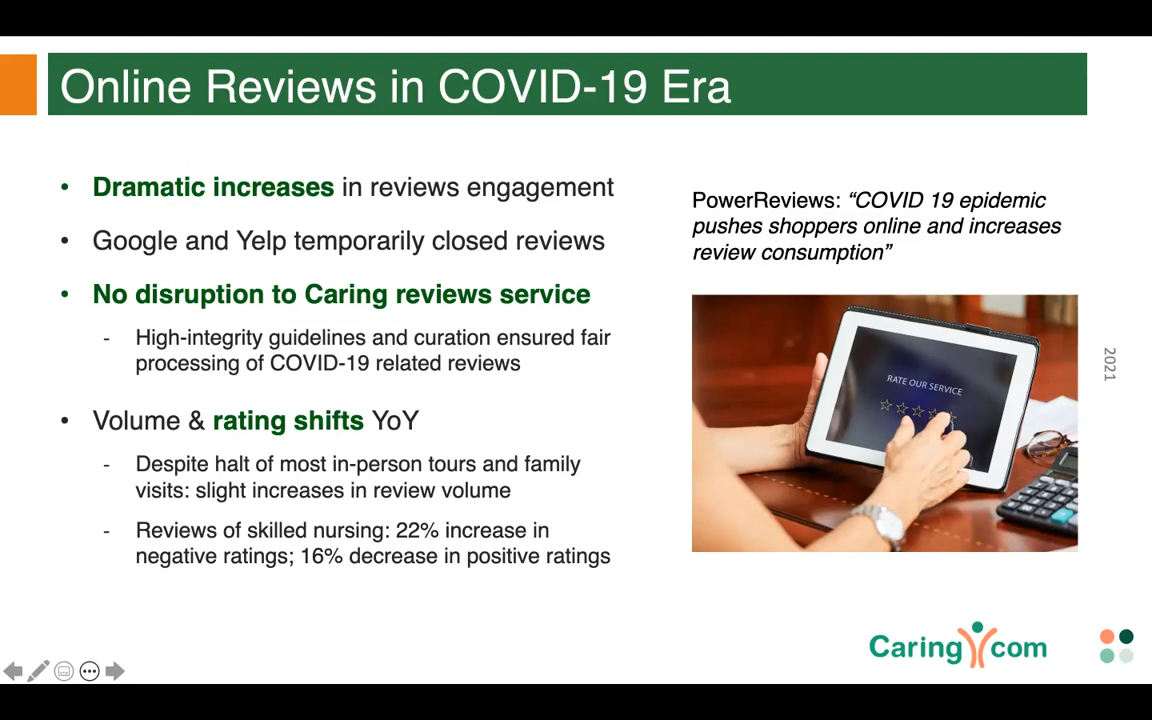 Online Reviews in COVID-19 Era
• Dramatic increases in reviews engagement
• Google and Yelp temporarily closed reviews
• No disruption to Caring reviews service
- High-integrity guidelines and curation ensured fair
processing of COVID-19 related reviews
• Volume & rating shifts YoY
- Despite halt of most in-person tours and family
visits: slight increases in review volume
- Reviews of skilled nursing: 22% increase in
negative ratings; 16% decrease in positive ratings
PowerReviews: “COVID 19 epidemic
pushes shoppers online and increases
review consumption”
RATE OUR SERVICE
2021
Caring com